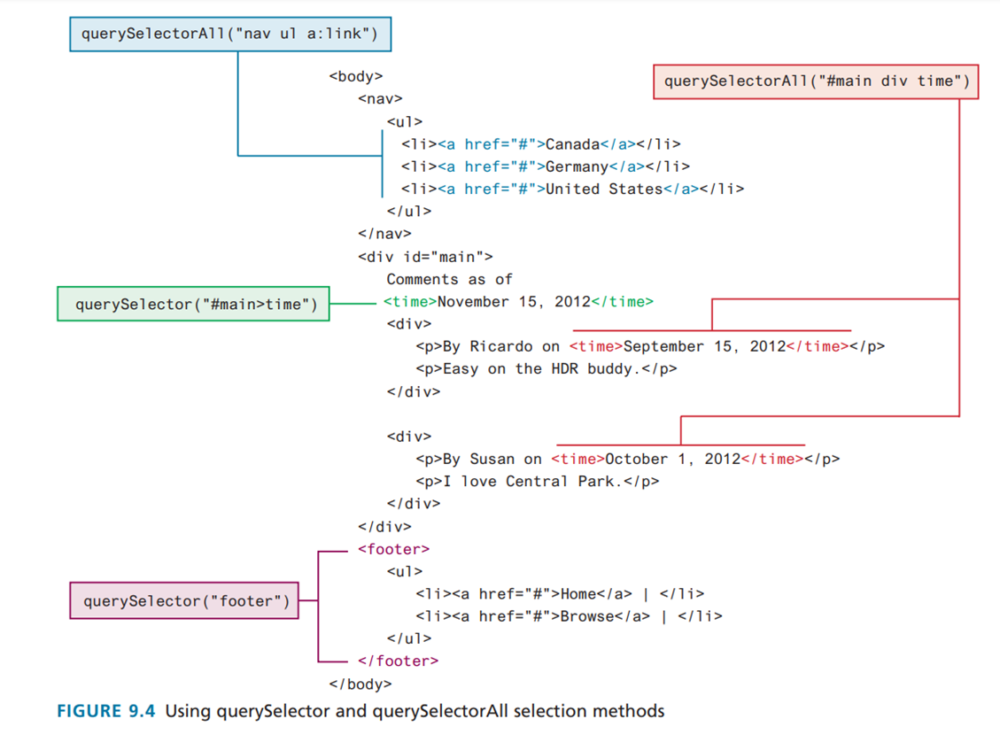 querySelectorAll("nav ul a:link")
querySelectorAll("#main div time")
<body>
<nav>
<ul>
<li><a href="#">Canada</a></li>
<li><a href="#">Germany</a></li>
<li><a href="#">United States</a></li>
</ul>
</nav>
<div id="main">
Comments as of
querySelector("#main>time")
<time>November 15, 2012</time>
<div>
<p>By Ricardo on <time>September 15, 2012</time></p>
<p>Easy on the HDR buddy.</p>
</div>
<div>
<p>By Susan on <time>October 1, 2012</time></p>
<p>I love Central Park.</p>
</div>
</div>
<footer>
<ul>
<li><a href="#">Home</a> | </li>
querySelector("footer")
<li><a href="#">Browse</a> | </li>
</ul>
</footer>
</body>
FIGURE 9.4 Using querySelector and querySelectorAll selection methods